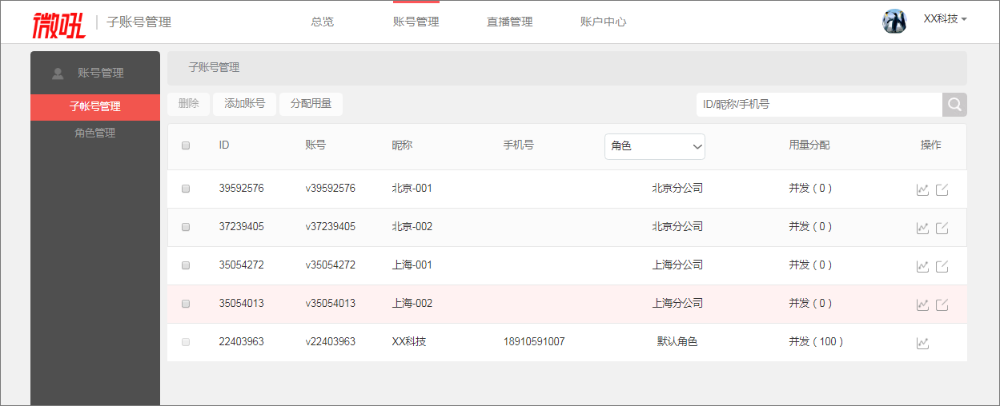 微吼 | 子账号管理 总览 账号管理 直播管理 账户中心 XX科技
账号管理
子帐号管理
角色管理
子账号管理
删除 添加账号 分配用量 ID/昵称/手机号
ID 账号 昵称 手机号 角色 用量分配 操作
39592576 v39592576 北京-001 北京分公司 并发 ( 0 )
37239405 v37239405 北京-002 北京分公司 并发 ( 0 )
35054272 v35054272 上海-001 上海分公司 并发 ( 0 )
35054013 v35054013 上海-002 上海分公司 并发 ( 0 )
22403963 v22403963 XX科技 18910591007 默认角色 并发 ( 100 )